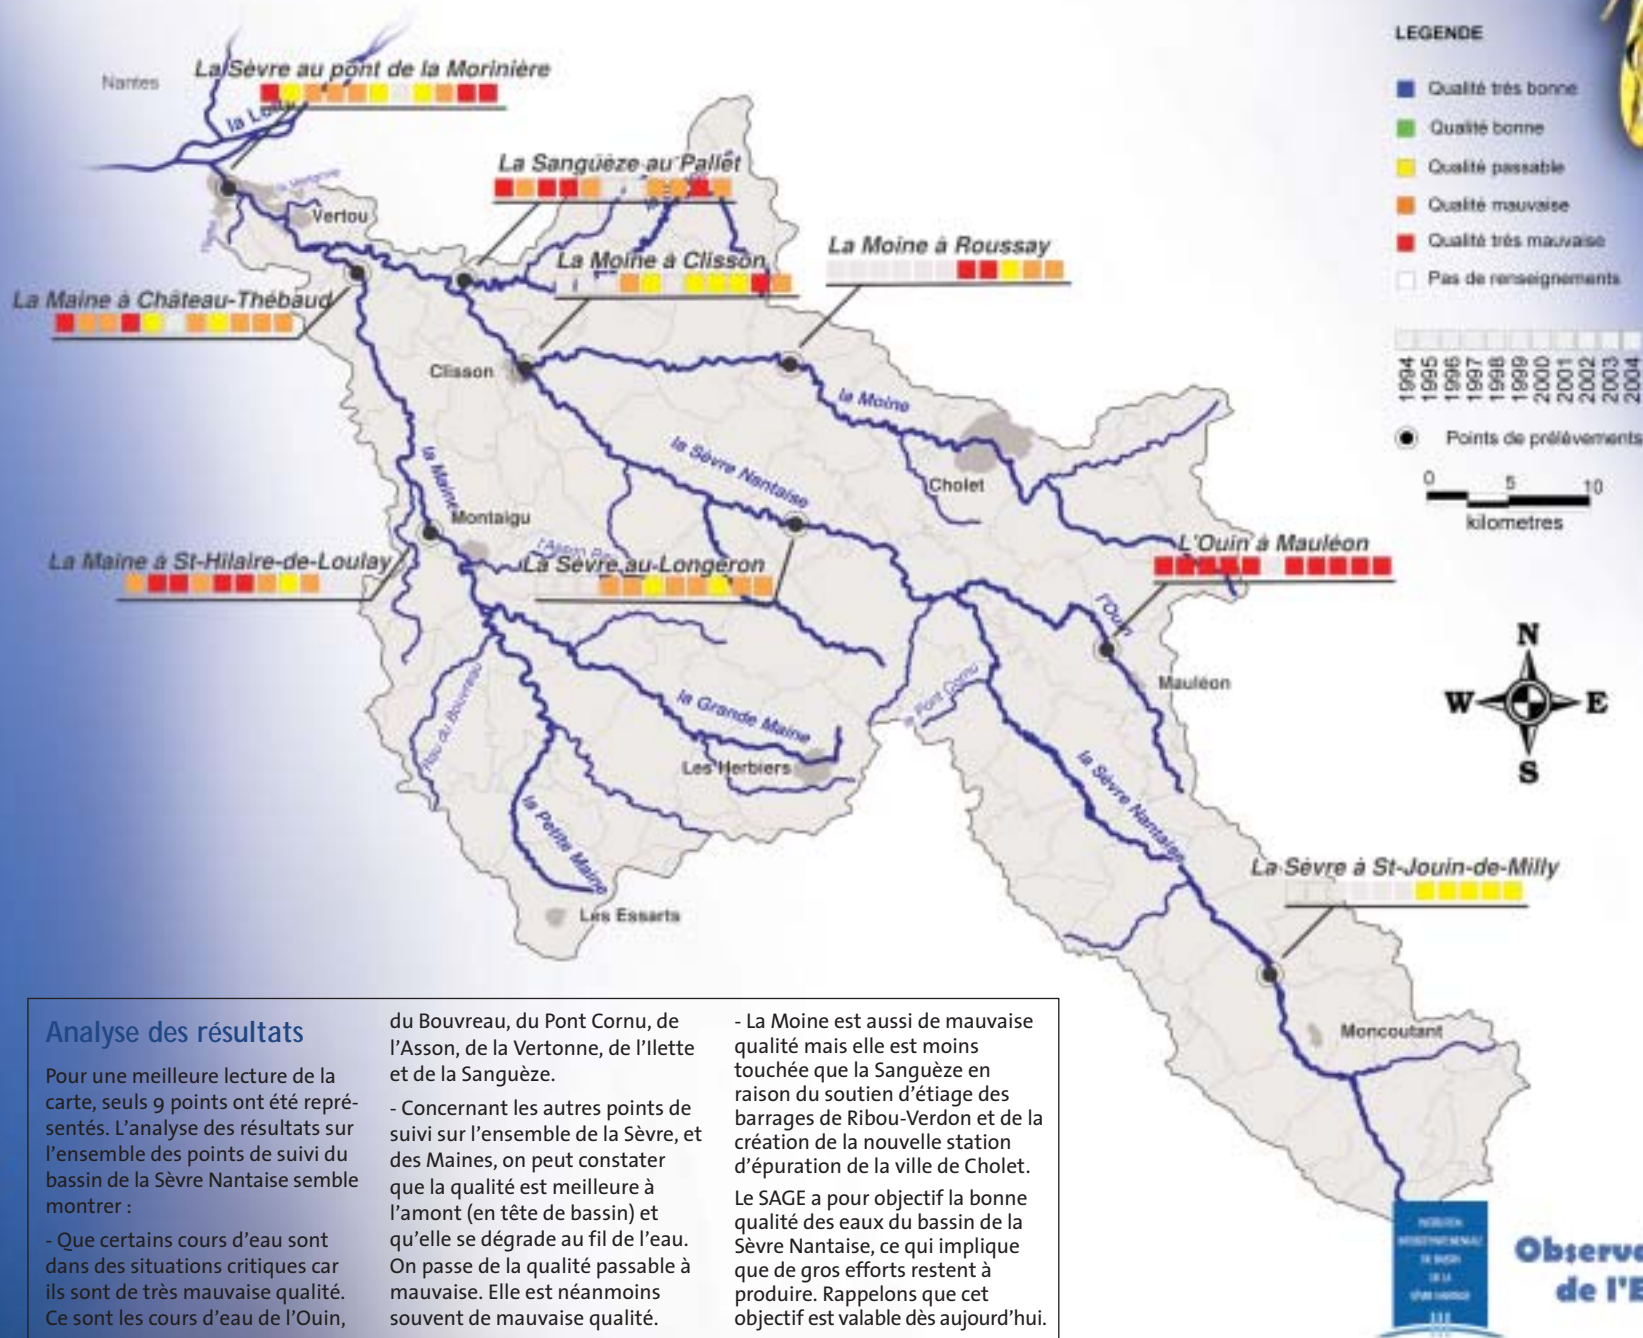 LEGENDE
Qualité très bonne
Qualité bonne
Qualité passable
Qualité mauvaise
Qualité très mauvaise
Pas de renseignements
1994
1995
1996
1997
1998
1999
2000
2001
2002
2003
2004
Points de prélèvements
0 5 10
kilometres
N
W E
S
Nantes
La Sèvre au pont de la Morinière
la
La Sangüèze au Pallet
Vertou
La Moine à Clisson
La Moine à Roussay
La Maine à Château-Thébaud
Clisson
la Moine
la Sèvre Nantaise
Cholet
la Maine
Montaigu
l'Asson
L'Ouin à Mauléon
La Maine à St-Hilaire-de-Loulay
La Sèvre au Longeron
l'Ouin
Mauléon
le Pont Cornu
du Bouvreau
la Grande Maine
Les Herbiers
la Sèvre Nantaise
la Petite Maine
La Sèvre à St-Jouin-de-Milly
Les Essarts
Moncoutant
Analyse des résultats
Pour une meilleure lecture de la
carte, seuls 9 points ont été repré-
sentés. L'analyse des résultats sur
l'ensemble des points de suivi du
bassin de la Sèvre Nantaise semble
montrer :
- Que certains cours d'eau sont
dans des situations critiques car
ils sont de très mauvaise qualité.
Ce sont les cours d'eau de l'Ouin,
du Bouvreau, du Pont Cornu, de
l'Asson, de la Vertonne, de l'Ilette
et de la Sanguèze.
- Concernant les autres points de
suivi sur l'ensemble de la Sèvre, et
des Maines, on peut constater
que la qualité est meilleure à
l'amont (en tête de bassin) et
qu'elle se dégrade au fil de l'eau.
On passe de la qualité passable à
mauvaise. Elle est néanmoins
souvent de mauvaise qualité.
- La Moine est aussi de mauvaise
qualité mais elle est moins
touchée que la Sanguèze en
raison du soutien d'étiage des
barrages de Ribou-Verdon et de la
création de la nouvelle station
d'épuration de la ville de Cholet.
Le SAGE a pour objectif la bonne
qualité des eaux du bassin de la
Sèvre Nantaise, ce qui implique
que de gros efforts restent à
produire. Rappelons que cet
objectif est valable dès aujourd'hui.
INSTITUTION
INTERDÉPARTEMENTALE
DU BASSIN
DE LA
SÈVRE NANTAISE
Observa
de l'E